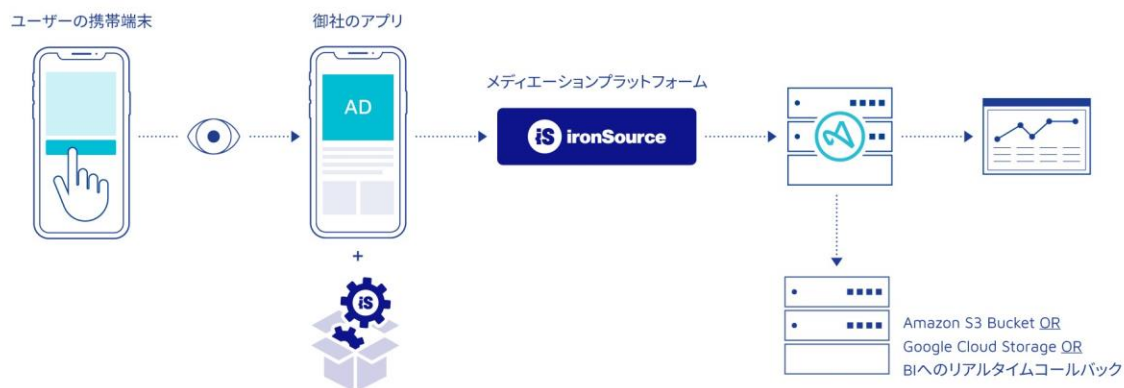 ユーザーの携帯端末
御社のアプリ
AD
メディエーションプラットフォーム
iS ironSource
+
iS
Amazon S3 Bucket OR
Google Cloud Storage OR
BIへのリアルタイムコールバック